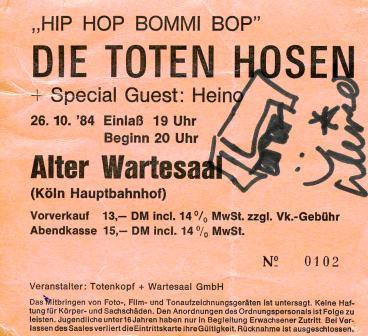 „HIP HOP BOMMI BOP"
DIE TOTEN HOSEN
+ Special Guest: Heino
26. 10. '84 Einlaß 19 Uhr
Beginn 20 Uhr
Alter Wartesaal
(Köln Hauptbahnhof)
Vorverkauf 13,— DM incl. 14 % MwSt. zzgl. Vk.-Gebühr
Abendkasse 15,— DM incl. 14 % MwSt.
Nº 0102
Veranstalter: Totenkopf + Wartesaal GmbH
Das Mitbringen von Foto-, Film- und Tonaufzeichnungsgeräten ist untersagt. Keine Haf-
tung für Körper- und Sachschäden. Den Anordnungen des Ordnungspersonals ist Folge zu
leisten. Jugendliche unter 16 Jahren haben nur in Begleitung Erwachsener Zutritt. Bei Ver-
lassen des Saales verliert die Eintrittskarte ihre Gültigkeit. Rücknahme ist ausgeschlossen.